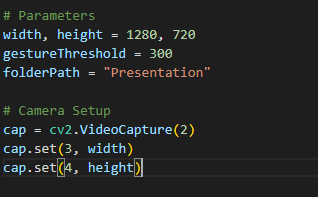 # Parameters
width, height = 1280, 720
gestureThreshold = 300
folderPath = "Presentation"
# Camera Setup
cap = cv2.VideoCapture(2)
cap.set(3, width)
cap.set(4, height)